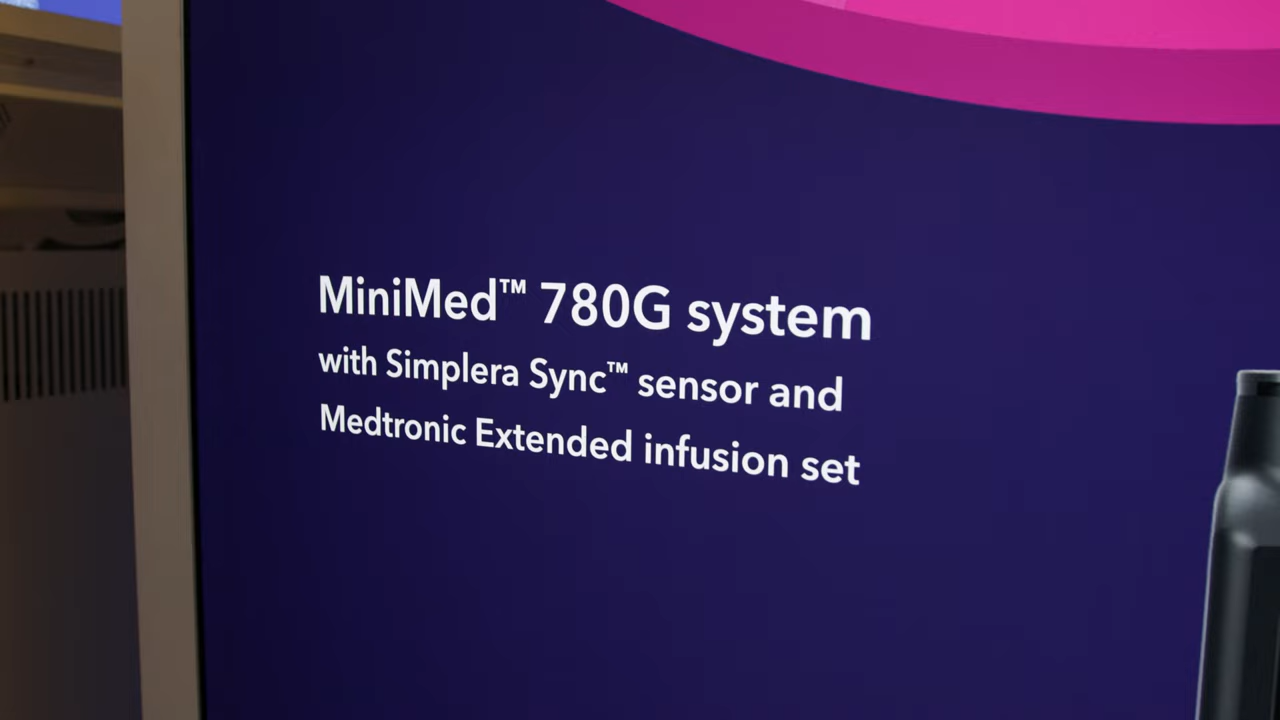 MiniMed™ 780G system
with Simplera Sync™ sensor and
Medtronic Extended infusion set